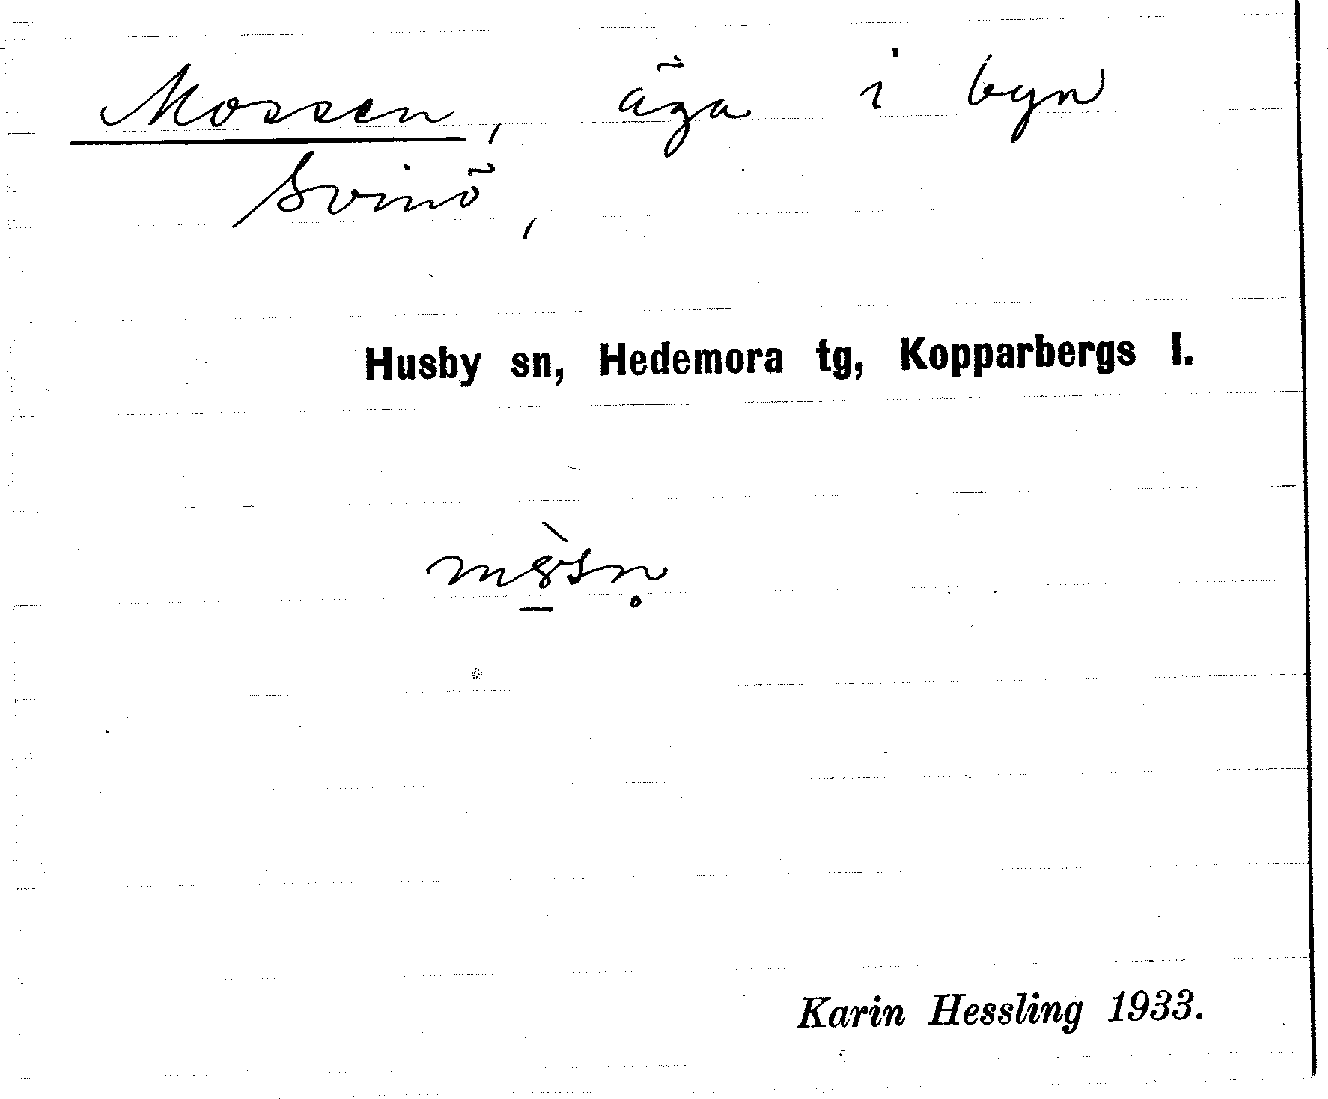 Mossen, äga i byn
Svinö,
Husby sn, Hedemora tg, Kopparbergs l.
Karin Hessling 1933.